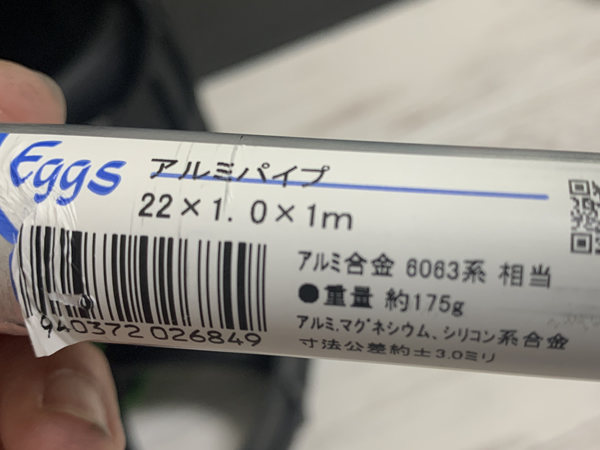 Eggs
アルミパイプ
22×1.0×1m
アルミ合金 6063系 相当
●重量 約175g
アルミ、マグネシウム、シリコン系合金
寸法公差約±3.0ミリ
940372 026849